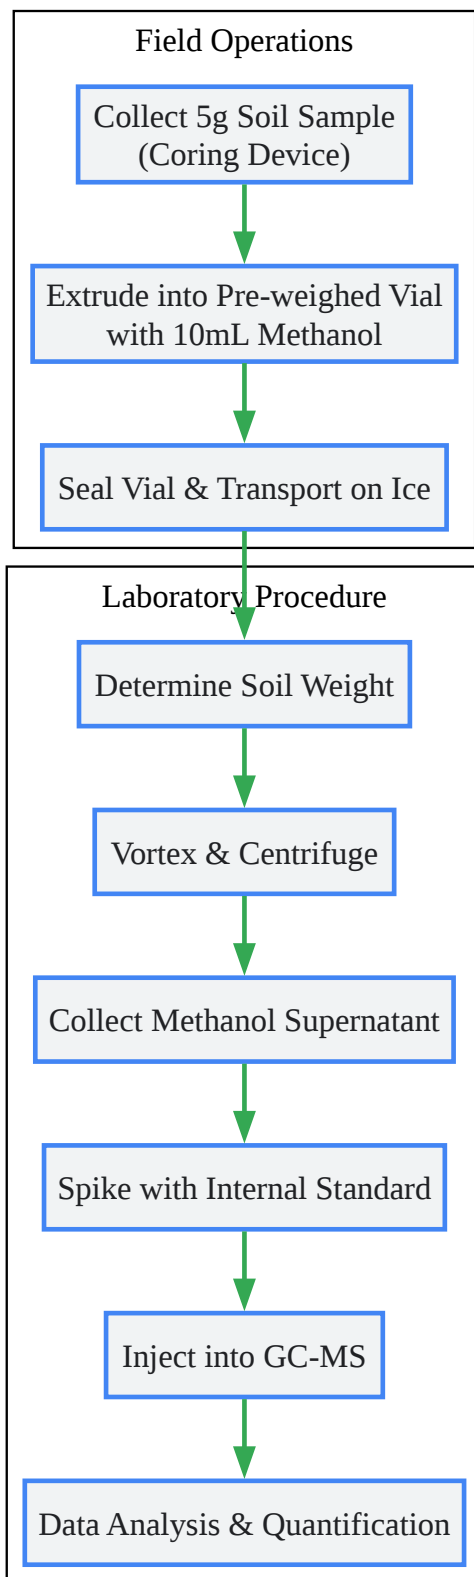 Field Operations
Collect 5g Soil Sample
(Coring Device)
Extrude into Pre-weighed Vial
with 10mL Methanol
Seal Vial & Transport on Ice
Laboratory Procedure
Determine Soil Weight
Vortex & Centrifuge
Collect Methanol Supernatant
Spike with Internal Standard
Inject into GC-MS
Data Analysis & Quantification